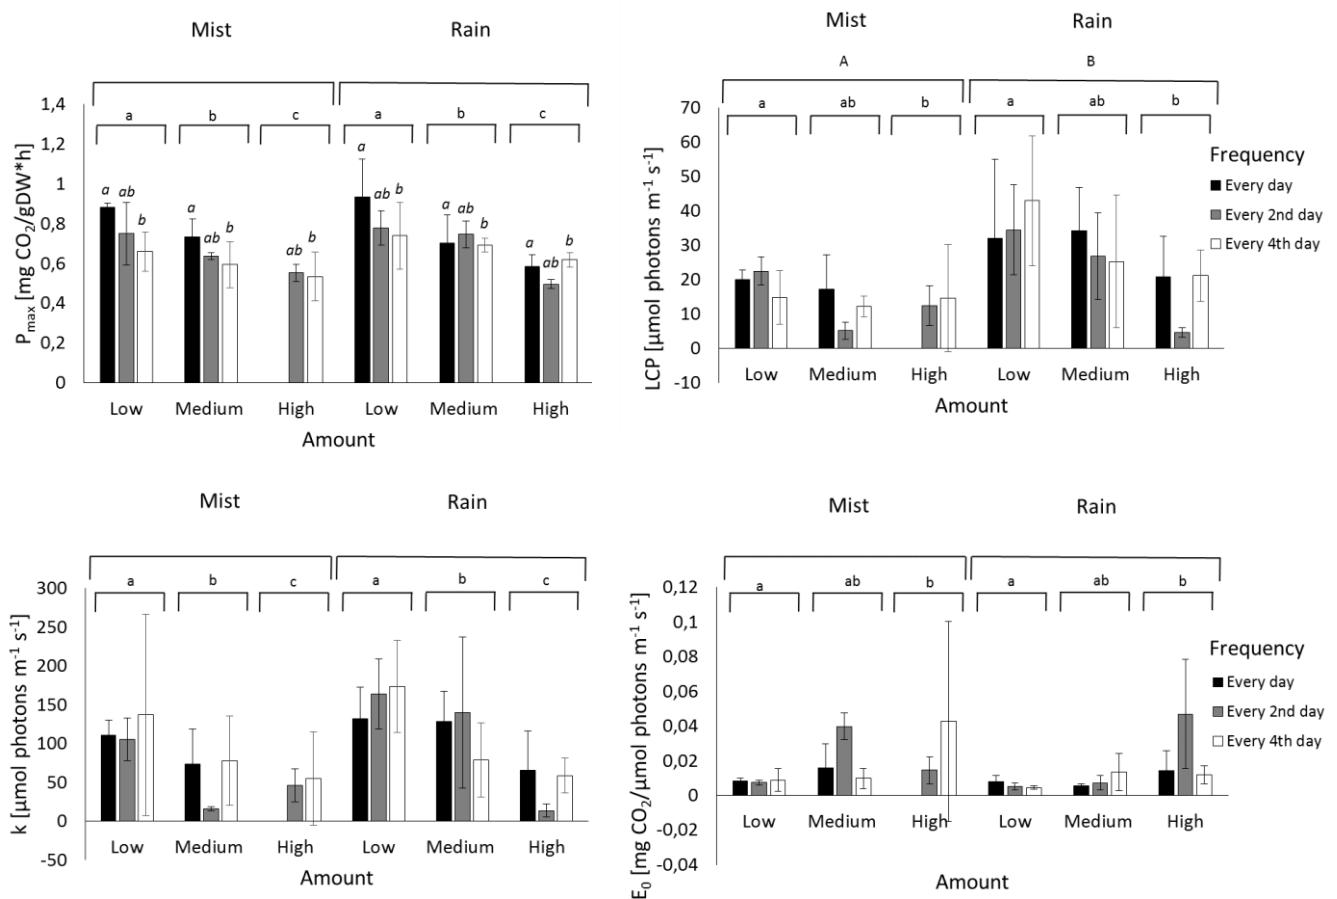 Mist Rain
a b c a b c
1,4
1,2
1
0,8
0,6
0,4
0,2
0
P_max [mg CO₂/gDW*h]
a ab b a ab b ab b a ab b a ab b a ab b
Low Medium High Low Medium High
Amount
Mist Rain
A B
a ab b a ab b
70
60
50
40
30
20
10
0
-10
LCP [µmol photons m⁻¹ s⁻¹]
Low Medium High Low Medium High
Amount
Frequency
Every day
Every 2nd day
Every 4th day
Mist Rain
a b c a b c
300
250
200
150
100
50
0
-50
k [µmol photons m⁻¹ s⁻¹]
Low Medium High Low Medium High
Amount
Mist Rain
a ab b a ab b
0,12
0,1
0,08
0,06
0,04
0,02
0
-0,02
-0,04
E₀ [mg CO₂/µmol photons m⁻¹ s⁻¹]
Low Medium High Low Medium High
Amount
Frequency
Every day
Every 2nd day
Every 4th day